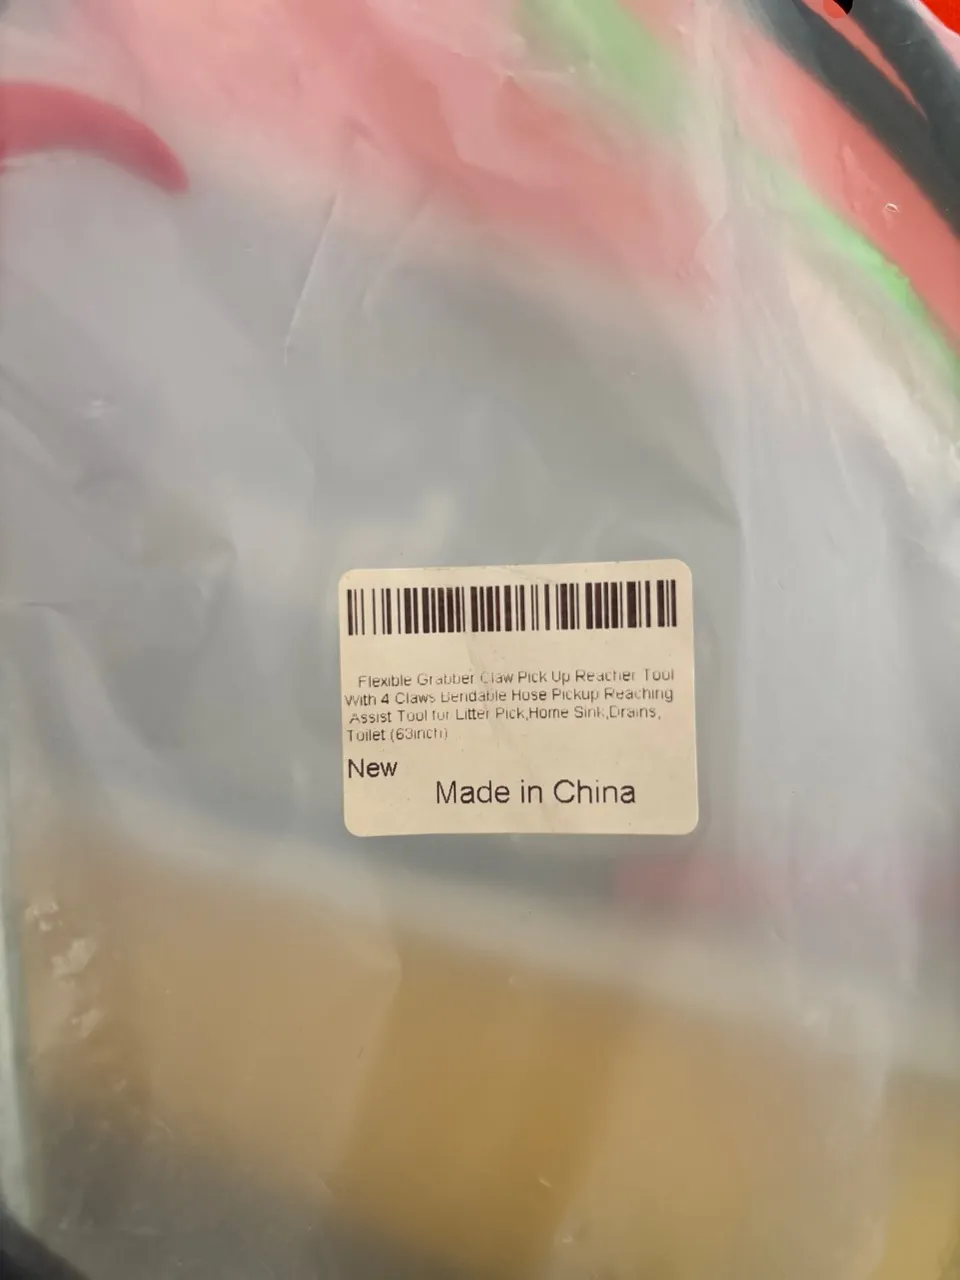 Flexible Grabber Claw Pick Up Reacher Tool
With 4 Claws Bendable Hose Pickup Reaching
Assist Tool for Litter Pick,Home Sink,Drains,
Toilet (63inch)
New
Made in China